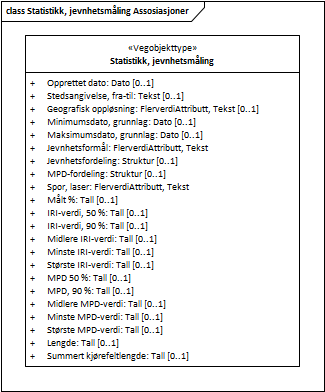 class Statistikk, jevnhetsmåling Assosiasjoner
«Vegobjekttype»
Statistikk, jevnhetsmåling
+ Opprettet dato: Dato [0..1]
+ Stedsangivelse, fra-til: Tekst [0..1]
+ Geografisk oppløsning: FlerverdiAttributt, Tekst [0..1]
+ Minimumsdato, grunnlag: Dato [0..1]
+ Maksimumsdato, grunnlag: Dato [0..1]
+ Jevnhetsformål: FlerverdiAttributt, Tekst
+ Jevnhetsfordeling: Struktur [0..1]
+ MPD-fordeling: Struktur [0..1]
+ Spor, laser: FlerverdiAttributt, Tekst
+ Målt %: Tall [0..1]
+ IRI-verdi, 50 %: Tall [0..1]
+ IRI-verdi, 90 %: Tall [0..1]
+ Midlere IRI-verdi: Tall [0..1]
+ Minste IRI-verdi: Tall [0..1]
+ Største IRI-verdi: Tall [0..1]
+ MPD 50 %: Tall [0..1]
+ MPD, 90 %: Tall [0..1]
+ Midlere MPD-verdi: Tall [0..1]
+ Minste MPD-verdi: Tall [0..1]
+ Største MPD-verdi: Tall [0..1]
+ Lengde: Tall [0..1]
+ Summert kjørefeltlengde: Tall [0..1]